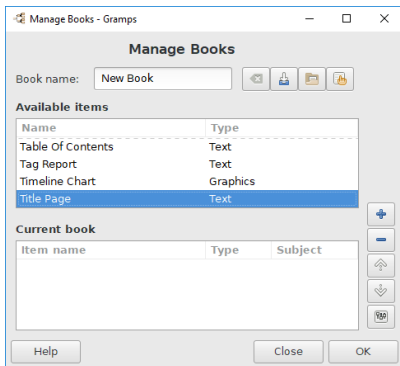 Manage Books - Gramps
Manage Books
Book name: New Book
Available items
Name Type
Table Of Contents Text
Tag Report Text
Timeline Chart Graphics
Title Page Text
Current book
Item name Type Subject
Help Close OK